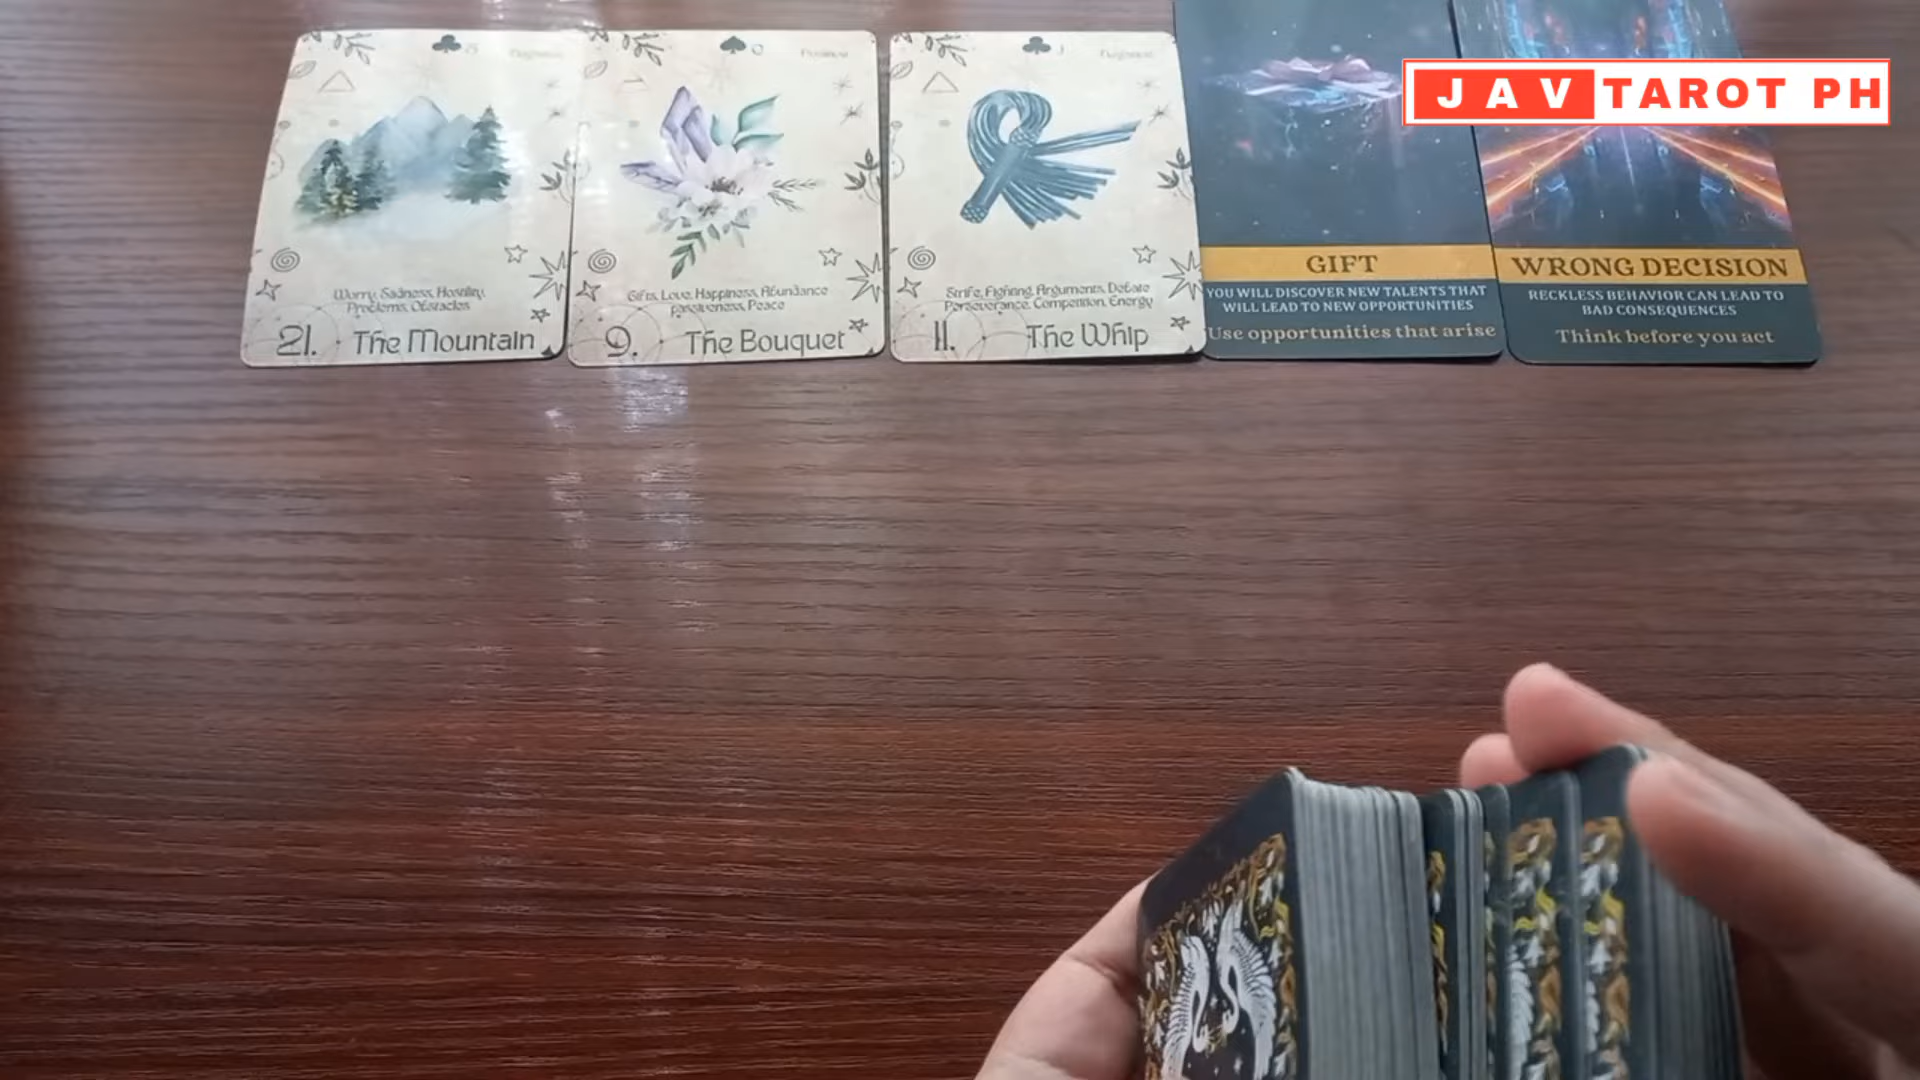 JAV TAROT PH
Worry, Sadness, Hostility,
Problems, Obstacles
21. The Mountain
Gifts, Love, Happiness, Abundance
Passiveness, Peace
9. The Bouquet
Strife, Fighting, Arguments, Debate
Perseverance, Competition, Energy
11. The Whip
GIFT
YOU WILL DISCOVER NEW TALENTS THAT
WILL LEAD TO NEW OPPORTUNITIES
Use opportunities that arise
WRONG DECISION
RECKLESS BEHAVIOR CAN LEAD TO
BAD CONSEQUENCES
Think before you act